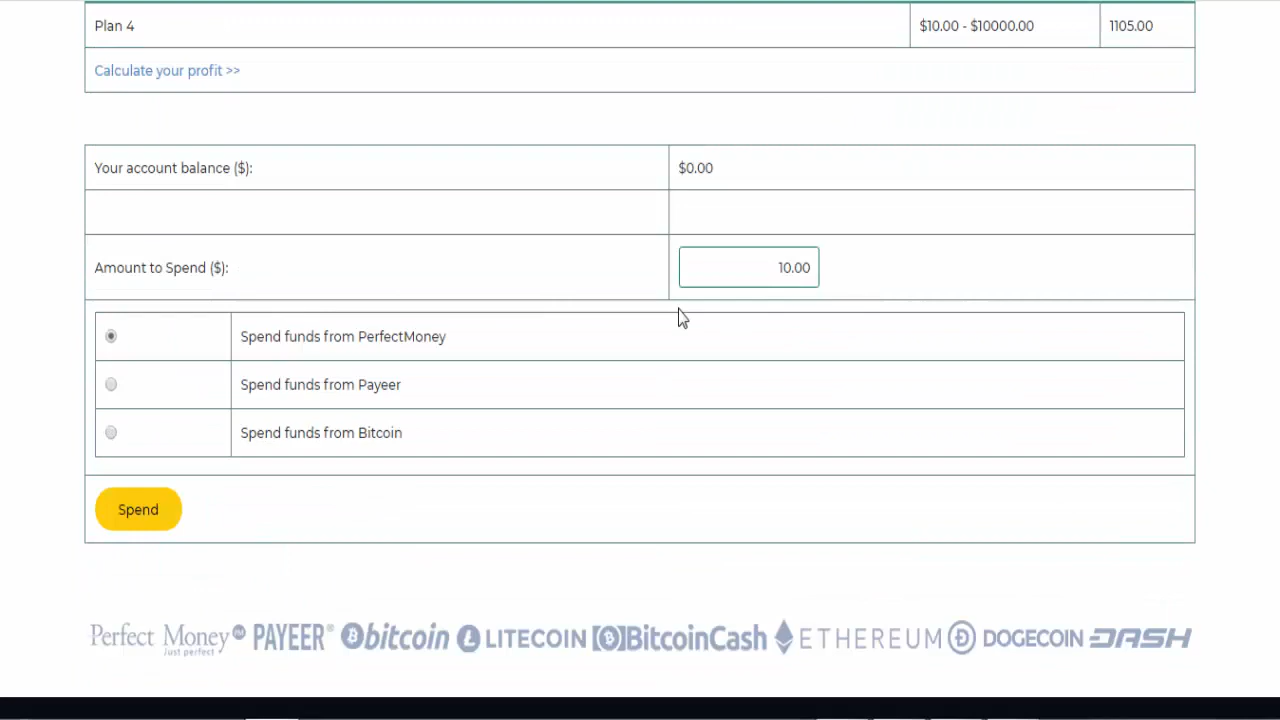 Plan 4 $10.00 - $10000.00 1105.00
Calculate your profit >>
Your account balance ($): $0.00
Amount to Spend ($): 10.00
Spend funds from PerfectMoney
Spend funds from Payeer
Spend funds from Bitcoin
Spend
Perfect Money PM just perfect PAYEER® bitcoin LITECOIN BitcoinCash ETHEREUM DOGECOIN DASH